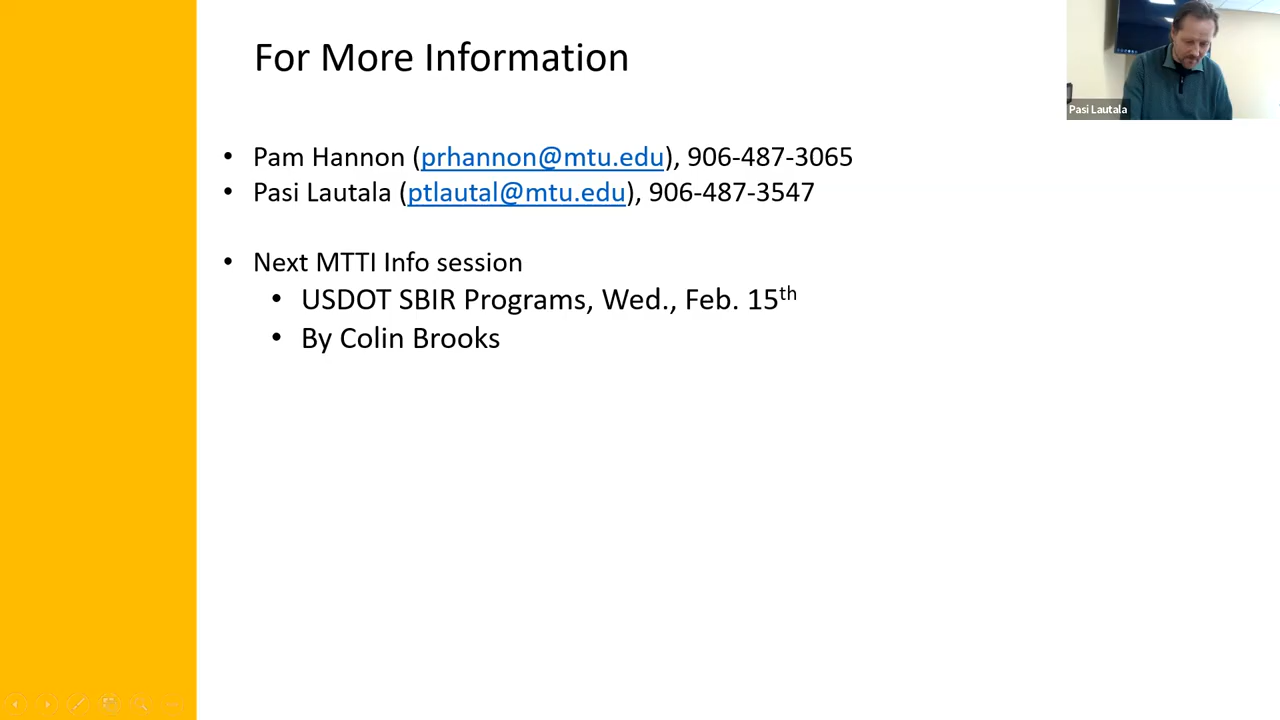 For More Information
Pasi Lautala
• Pam Hannon (prhannon@mtu.edu), 906-487-3065
• Pasi Lautala (ptlautal@mtu.edu), 906-487-3547
• Next MTTI Info session
• USDOT SBIR Programs, Wed., Feb. 15th
• By Colin Brooks